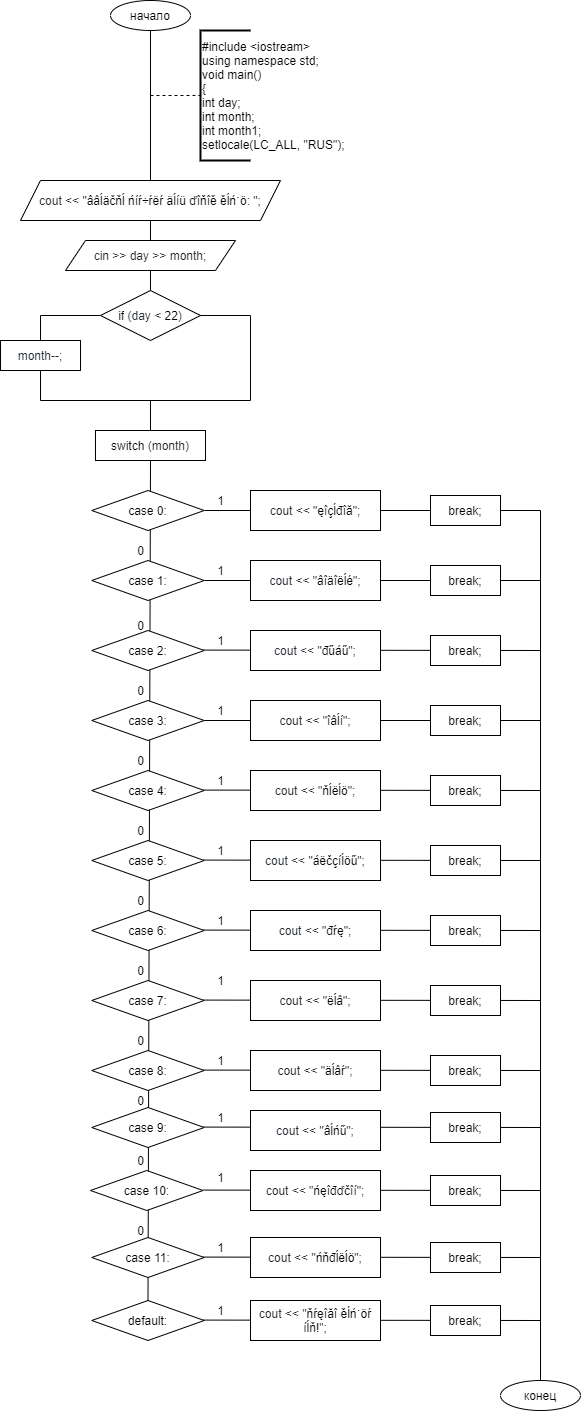 начало
#include <iostream>
using namespace std;
void main()
{
int day;
int month;
int month1;
setlocale(LC_ALL, "RUS");
cout << "ââĺäčňĺ ńíŕ÷ŕëŕ äĺíü ďîňîě ěĺń˙ö: ";
cin >> day >> month;
if (day < 22)
month--;
switch (month)
case 0:
1
cout << "ęîçĺđîă";
break;
0
case 1:
1
cout << "âîäîëĺé";
break;
0
case 2:
1
cout << "đűáű";
break;
0
case 3:
1
cout << "îâĺí";
break;
0
case 4:
1
cout << "ňĺëĺö";
break;
0
case 5:
1
cout << "áëčçíĺöű";
break;
0
case 6:
1
cout << "đŕę";
break;
0
case 7:
1
cout << "ëĺâ";
break;
0
case 8:
1
cout << "äĺâŕ";
break;
0
case 9:
1
cout << "âĺńű";
break;
0
case 10:
1
cout << "ńęîđďčîí";
break;
0
case 11:
1
cout << "ńňđĺëĺö";
break;
default:
1
cout << "ňŕęîăî ěĺń˙öŕ
íĺň!";
break;
конец